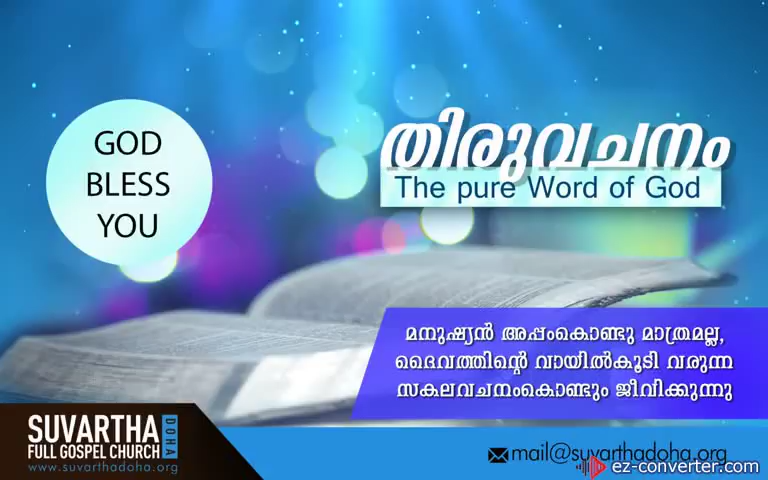 GOD
BLESS
YOU
തിരുവചനം
The pure Word of God
മനുഷ്യൻ അപ്പംകൊണ്ടു മാത്രമല്ല,
ദൈവത്തിന്റെ വായിൽകൂടി വരുന്ന
സകലവചനംകൊണ്ടും ജീവിക്കുന്നു
SUVARTHA DOHA
FULL GOSPEL CHURCH
www.suvarthadoha.org
mail@suvarthadoha.org
ez-converter.com